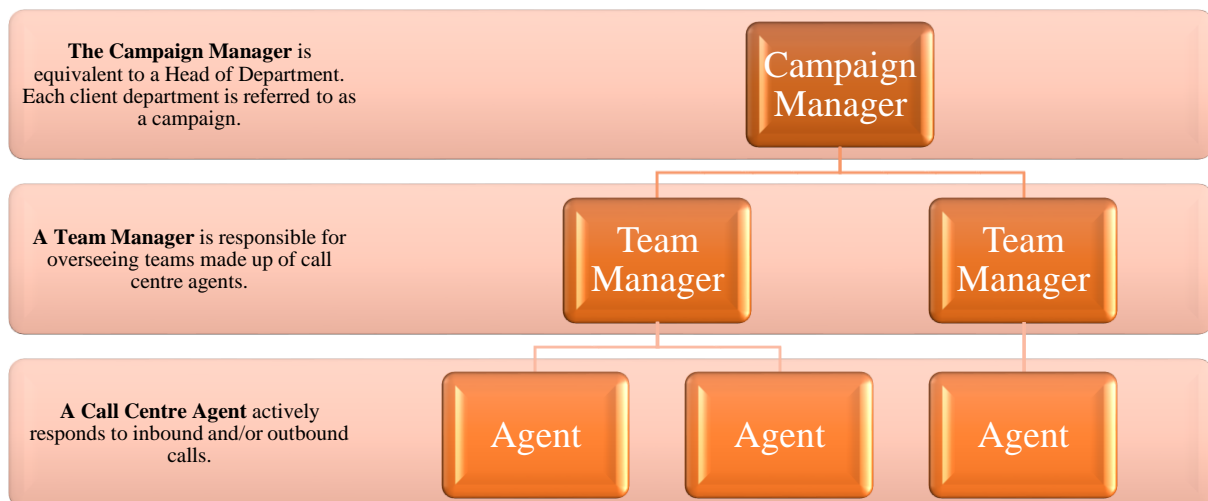 The Campaign Manager is
equivalent to a Head of Department.
Each client department is referred to as
a campaign.
Campaign
Manager
A Team Manager is responsible for
overseeing teams made up of call
centre agents.
Team
Manager
Team
Manager
A Call Centre Agent actively
responds to inbound and/or outbound
calls.
Agent
Agent
Agent